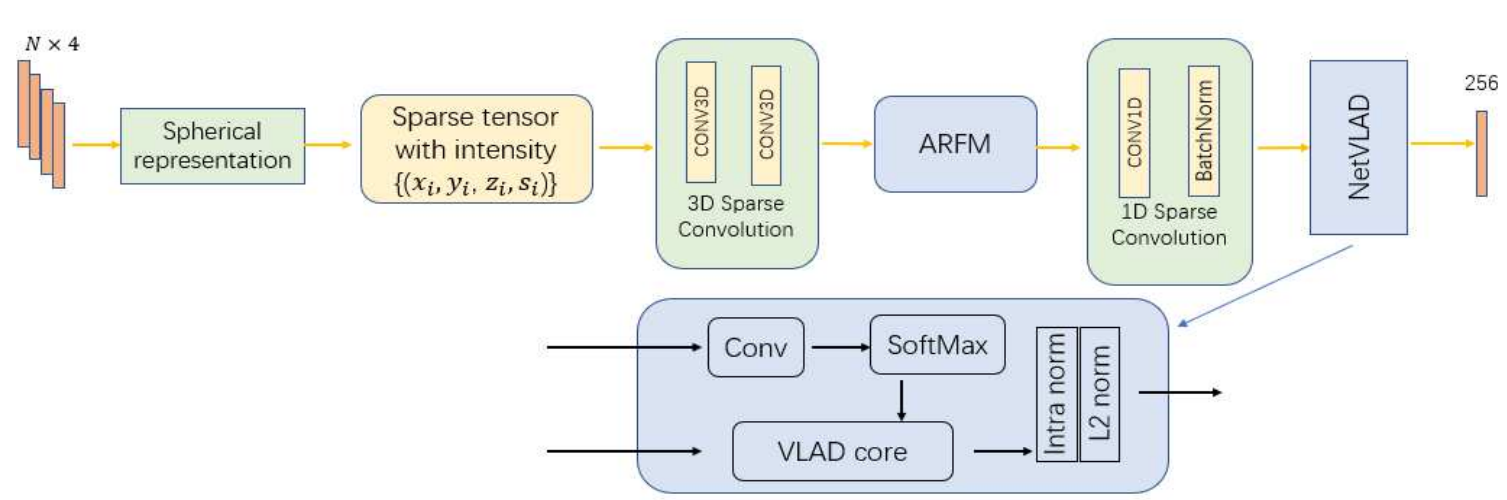 N × 4
Spherical
representation
Sparse tensor
with intensity
{(x_i, y_i, z_i, s_i)}
CONV3D
CONV3D
3D Sparse
Convolution
ARFM
CONV1D
BatchNorm
1D Sparse
Convolution
NetVLAD
256
Conv
SoftMax
VLAD core
Intra norm
L2 norm